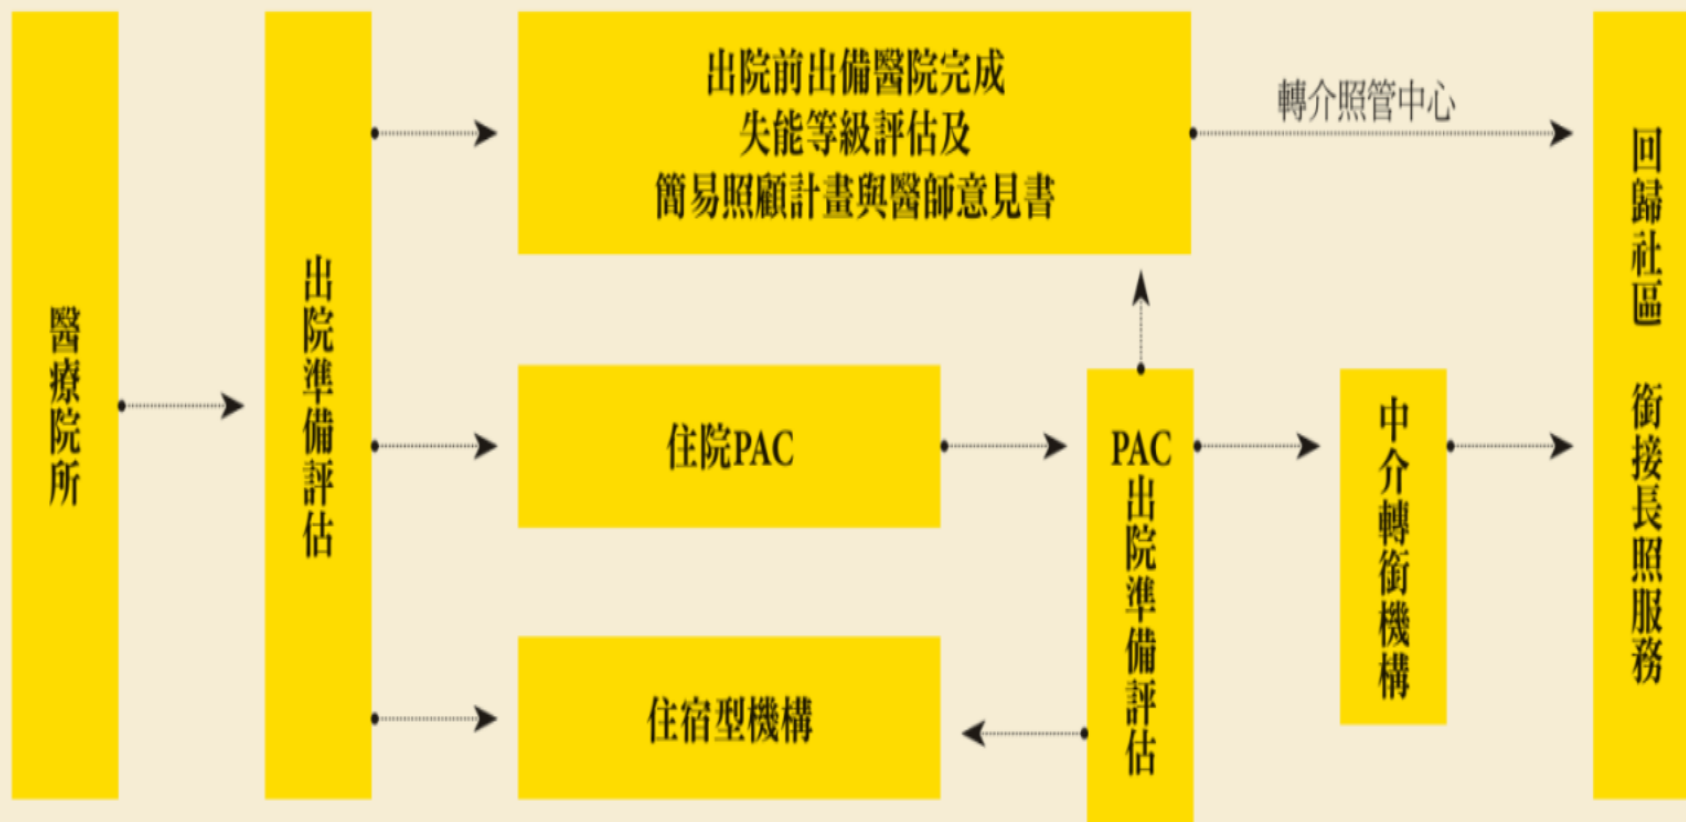 醫療院所
出院準備評估
出院前出備醫院完成
失能等級評估及
簡易照顧計畫與醫師意見書
轉介照管中心
住院PAC
住宿型機構
PAC出院準備評估
中介轉銜機構
回歸社區 銜接長照服務